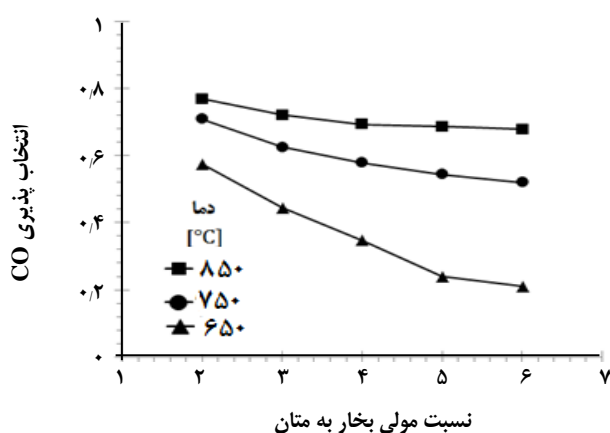 ۱
۰٫۸
۰٫۶
۰٫۴
۰٫۲
۰
انتخاب پذیری CO
دما
[°C]
۸۵۰
۷۵۰
۶۵۰
۱ ۲ ۳ ۴ ۵ ۶ ۷
نسبت مولی بخار به متان